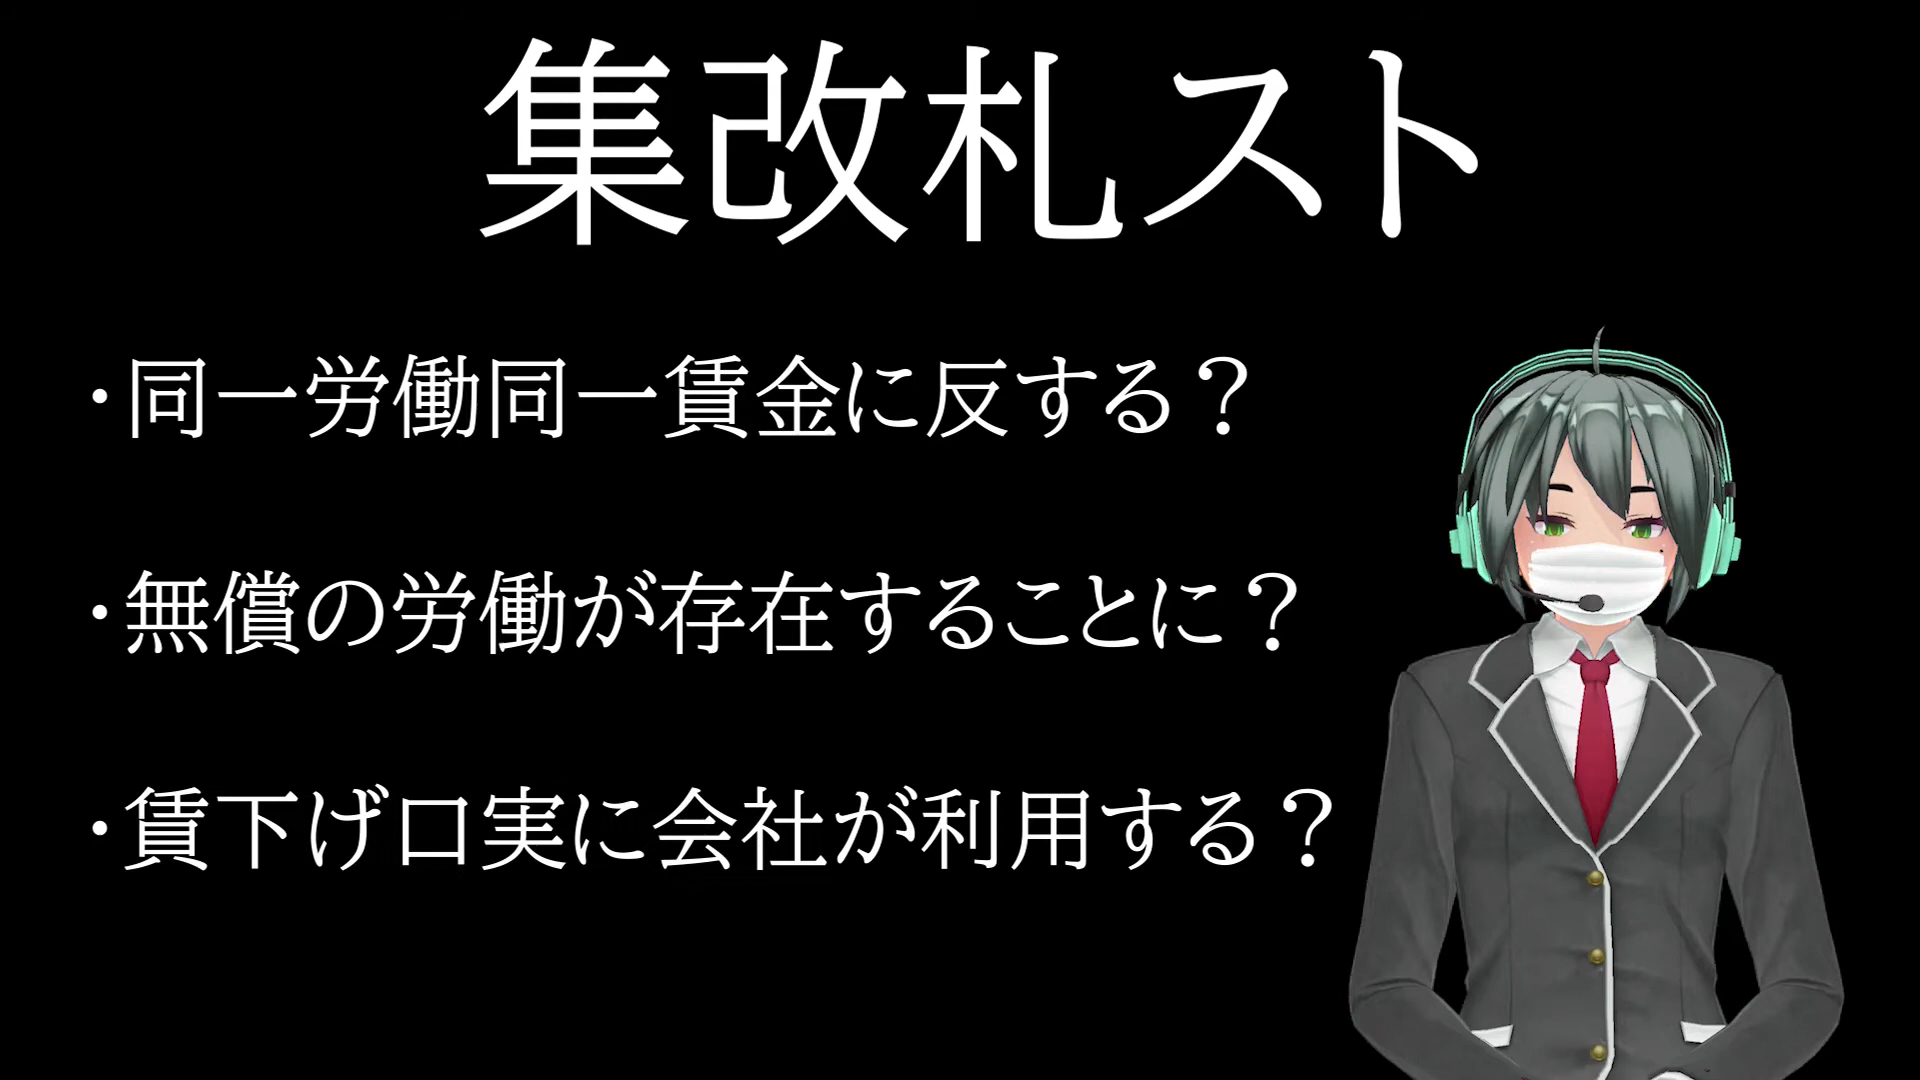 集改札スト
・同一労働同一賃金に反する？
・無償の労働が存在することに？
・賃下げ口実に会社が利用する？